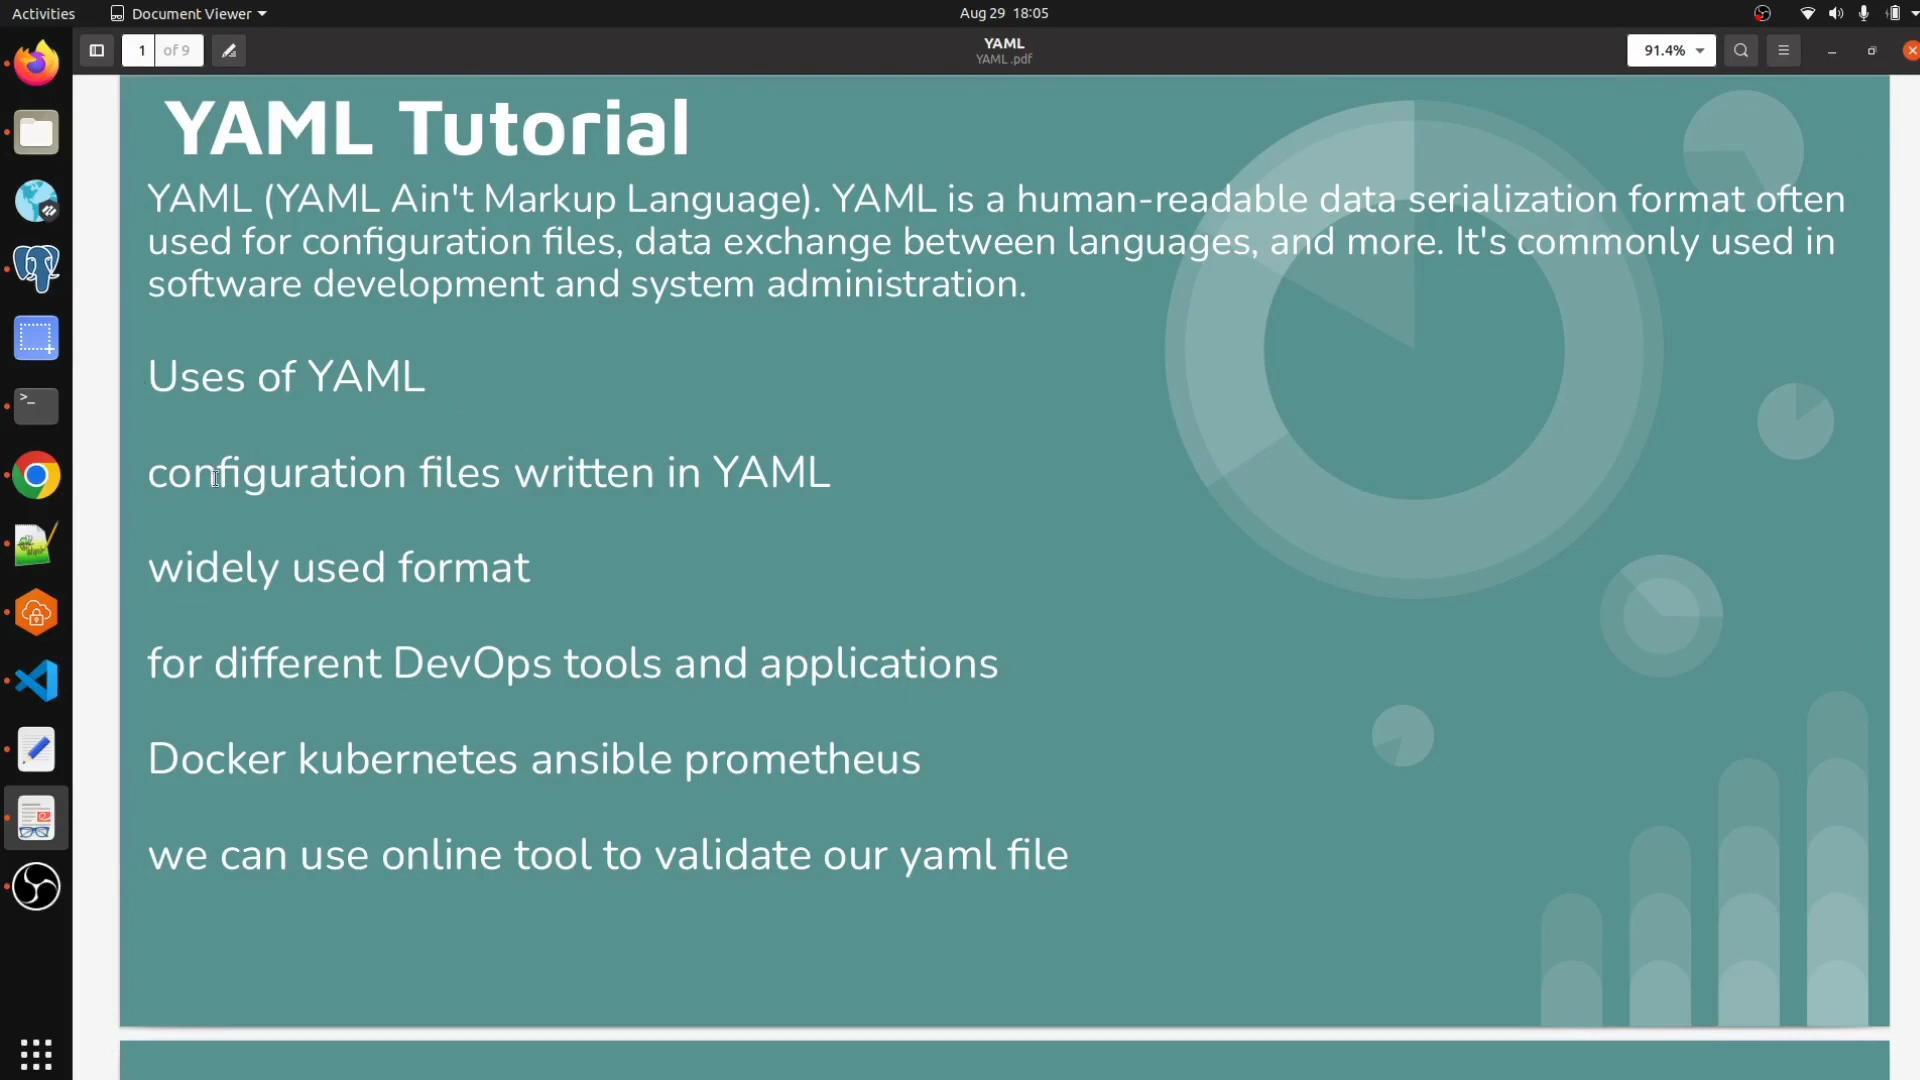 Activities
Document Viewer
Aug 29 18:05
1 of 9
YAML
YAML .pdf
91.4%
YAML Tutorial
YAML (YAML Ain't Markup Language). YAML is a human-readable data serialization format often
used for configuration files, data exchange between languages, and more. It's commonly used in
software development and system administration.
Uses of YAML
configuration files written in YAML
widely used format
for different DevOps tools and applications
Docker kubernetes ansible prometheus
we can use online tool to validate our yaml file